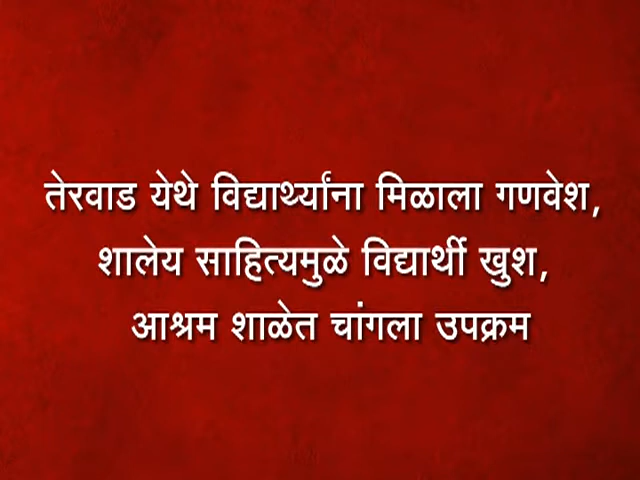 तेरवाड येथे विद्यार्थ्यांना मिळाला गणवेश,
शालेय साहित्यमुळे विद्यार्थी खुश,
आश्रम शाळेत चांगला उपक्रम